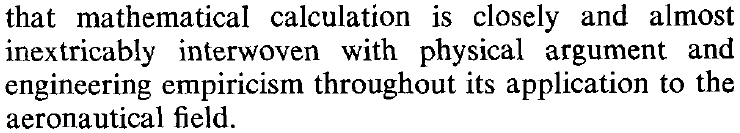 that mathematical calculation is closely and almost
inextricably interwoven with physical argument and
engineering empiricism throughout its application to the
aeronautical field.